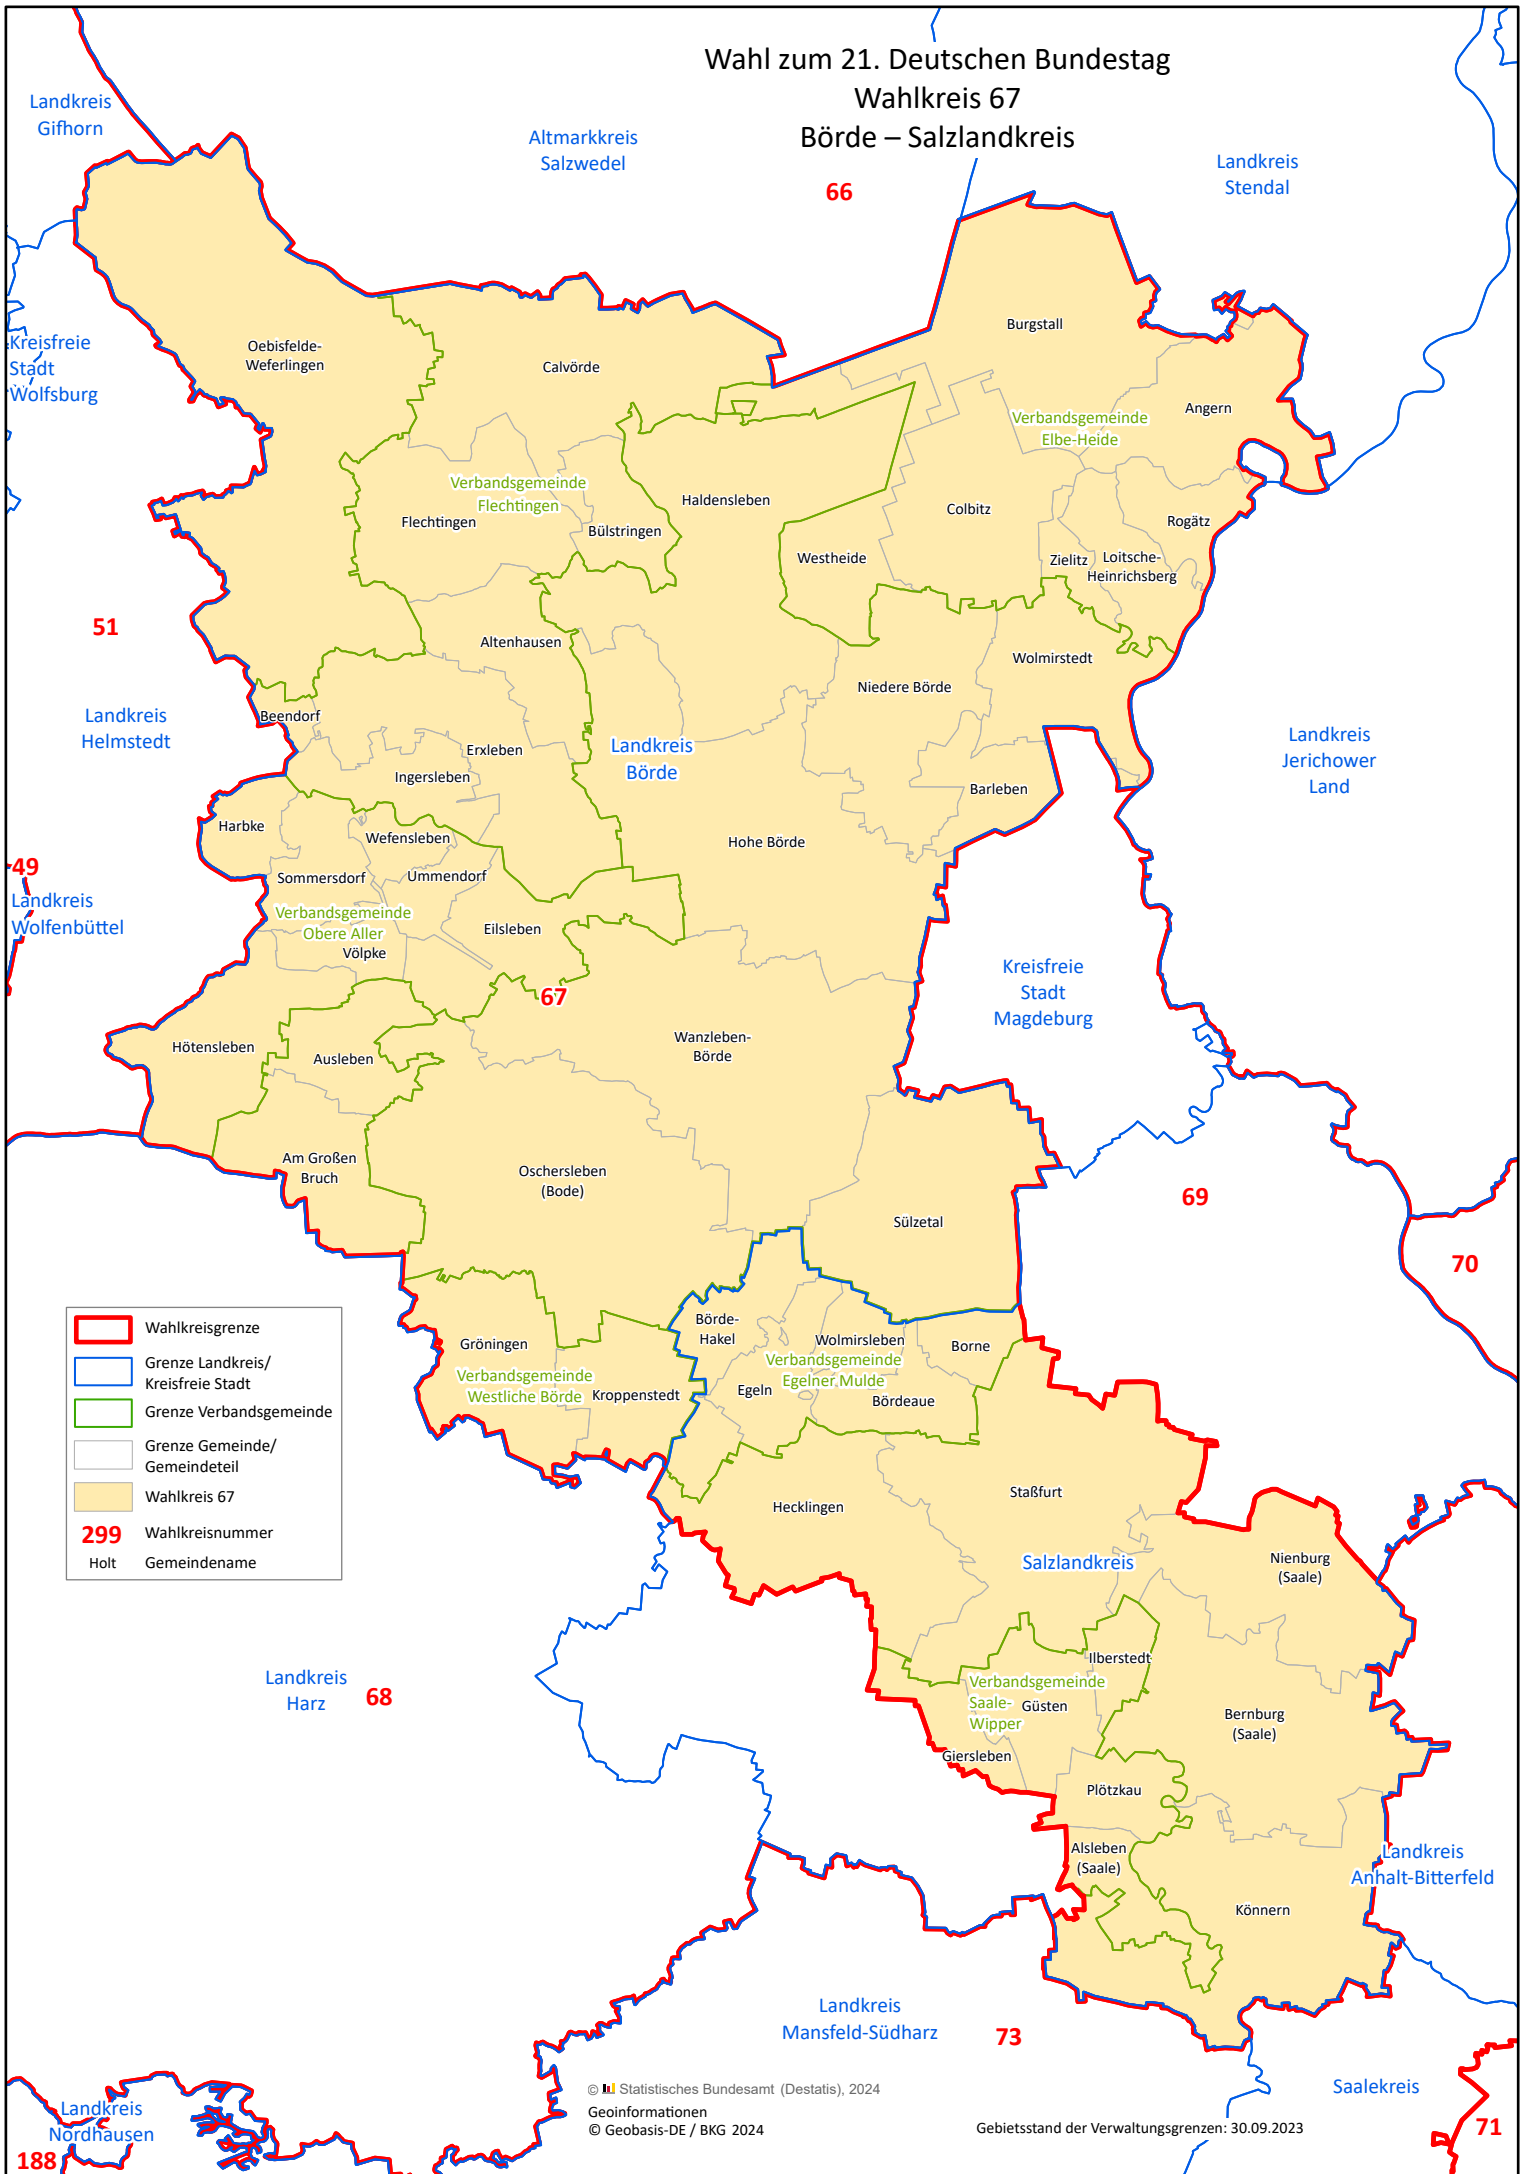 Wahl zum 21. Deutschen Bundestag
Wahlkreis 67
Börde – Salzlandkreis
Landkreis
Gifhorn
Altmarkkreis
Salzwedel
66
Landkreis
Stendal
Kreisfreie
Stadt
Wolfsburg
Oebisfelde-
Weferlingen
Calvörde
Burgstall
Angern
Verbandsgemeinde
Elbe-Heide
Verbandsgemeinde
Flechtingen
Flechtingen
Bülstringen
Haldensleben
Westheide
Colbitz
Rogätz
Zielitz
Loitsche-
Heinrichsberg
51
Altenhausen
Wolmirstedt
Niedere Börde
Landkreis
Helmstedt
Beendorf
Erxleben
Ingersleben
Landkreis
Börde
Landkreis
Jerichower
Land
Barleben
Harbke
Wefensleben
Hohe Börde
49
Landkreis
Wolfenbüttel
Sommersdorf
Ummendorf
Verbandsgemeinde
Obere Aller
Völpke
Eilsleben
67
Kreisfreie
Stadt
Magdeburg
Hötensleben
Ausleben
Wanzleben-
Börde
Am Großen
Bruch
Oschersleben
(Bode)
Sülzetal
69
70
Wahlkreisgrenze
Grenze Landkreis/
Kreisfreie Stadt
Grenze Verbandsgemeinde
Grenze Gemeinde/
Gemeindeteil
Wahlkreis 67
299 Wahlkreisnummer
Holt Gemeindename
Gröningen
Verbandsgemeinde
Westliche Börde
Kroppenstedt
Börde-
Hakel
Wolmirsleben
Borne
Verbandsgemeinde
Egelner Mulde
Egeln
Bördeaue
Hecklingen
Staßfurt
Salzlandkreis
Nienburg
(Saale)
Landkreis
Harz
68
Ilberstedt
Verbandsgemeinde
Saale-
Wipper
Güsten
Giersleben
Bernburg
(Saale)
Plötzkau
Alsleben
(Saale)
Landkreis
Anhalt-Bitterfeld
Könnern
Landkreis
Mansfeld-Südharz
73
Saalekreis
71
Landkreis
Nordhausen
188
© Statistisches Bundesamt (Destatis), 2024
Geoinformationen
© Geobasis-DE / BKG 2024
Gebietsstand der Verwaltungsgrenzen: 30.09.2023